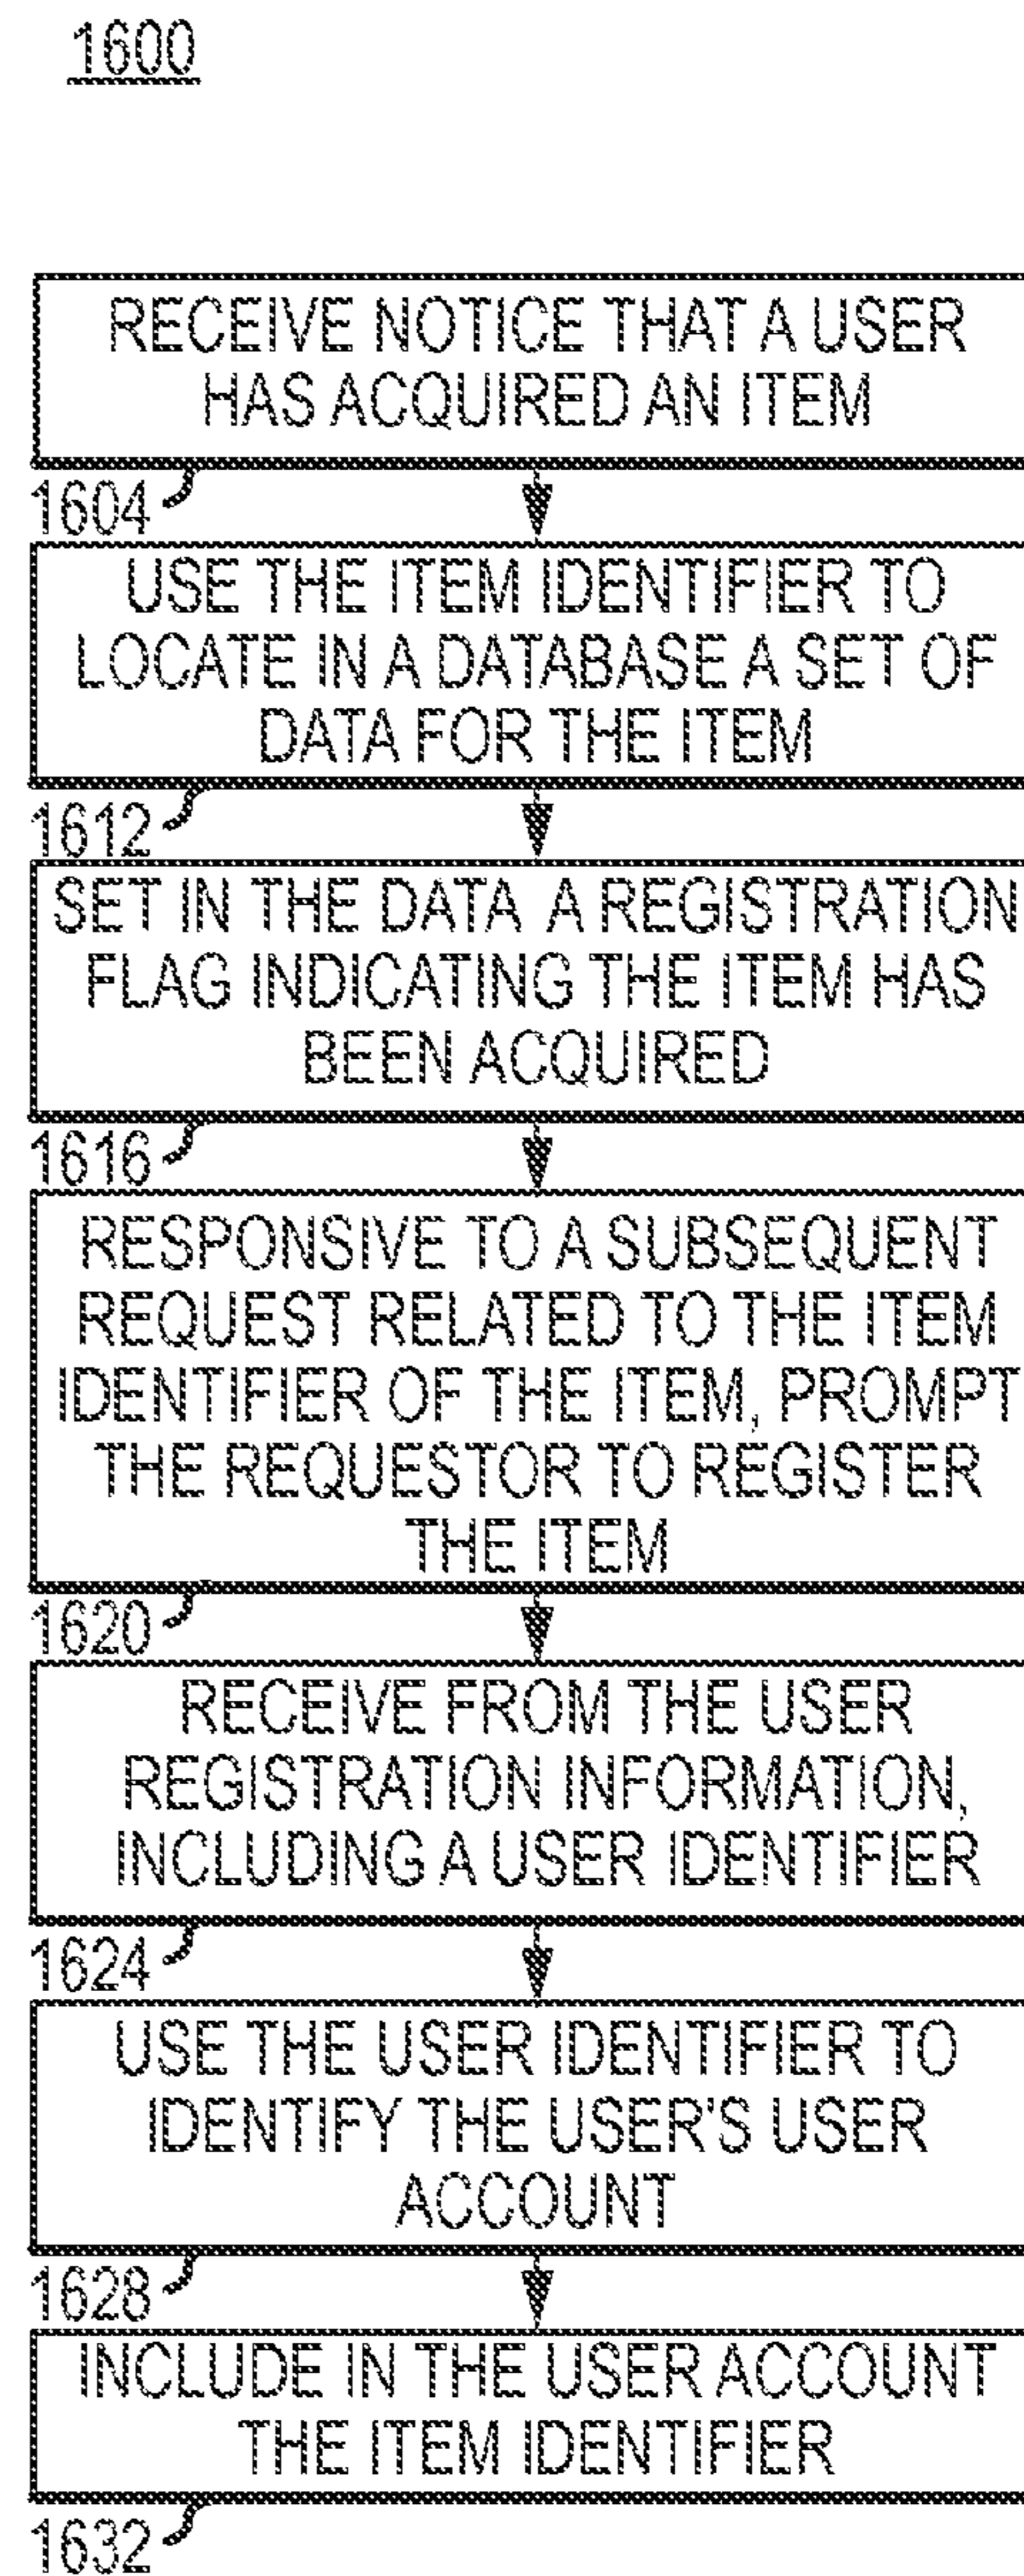 1600
RECEIVE NOTICE THAT A USER
HAS ACQUIRED AN ITEM
1604
USE THE ITEM IDENTIFIER TO
LOCATE IN A DATABASE A SET OF
DATA FOR THE ITEM
1612
SET IN THE DATA A REGISTRATION
FLAG INDICATING THE ITEM HAS
BEEN ACQUIRED
1616
RESPONSIVE TO A SUBSEQUENT
REQUEST RELATED TO THE ITEM
IDENTIFIER OF THE ITEM, PROMPT
THE REQUESTOR TO REGISTER
THE ITEM
1620
RECEIVE FROM THE USER
REGISTRATION INFORMATION,
INCLUDING A USER IDENTIFIER
1624
USE THE USER IDENTIFIER TO
IDENTIFY THE USER'S USER
ACCOUNT
1628
INCLUDE IN THE USER ACCOUNT
THE ITEM IDENTIFIER
1632